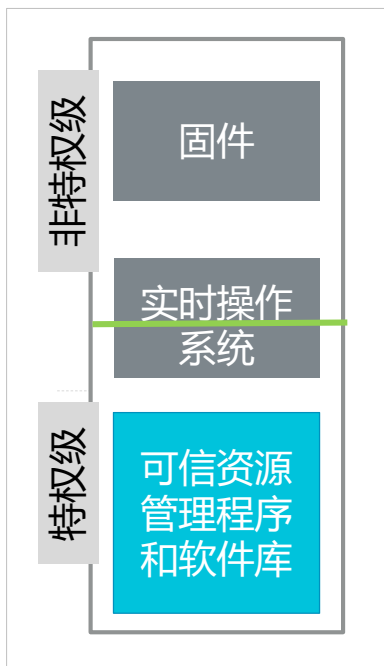 非特权级
固件
实时操作
系统
特权级
可信资源
管理程序
和软件库